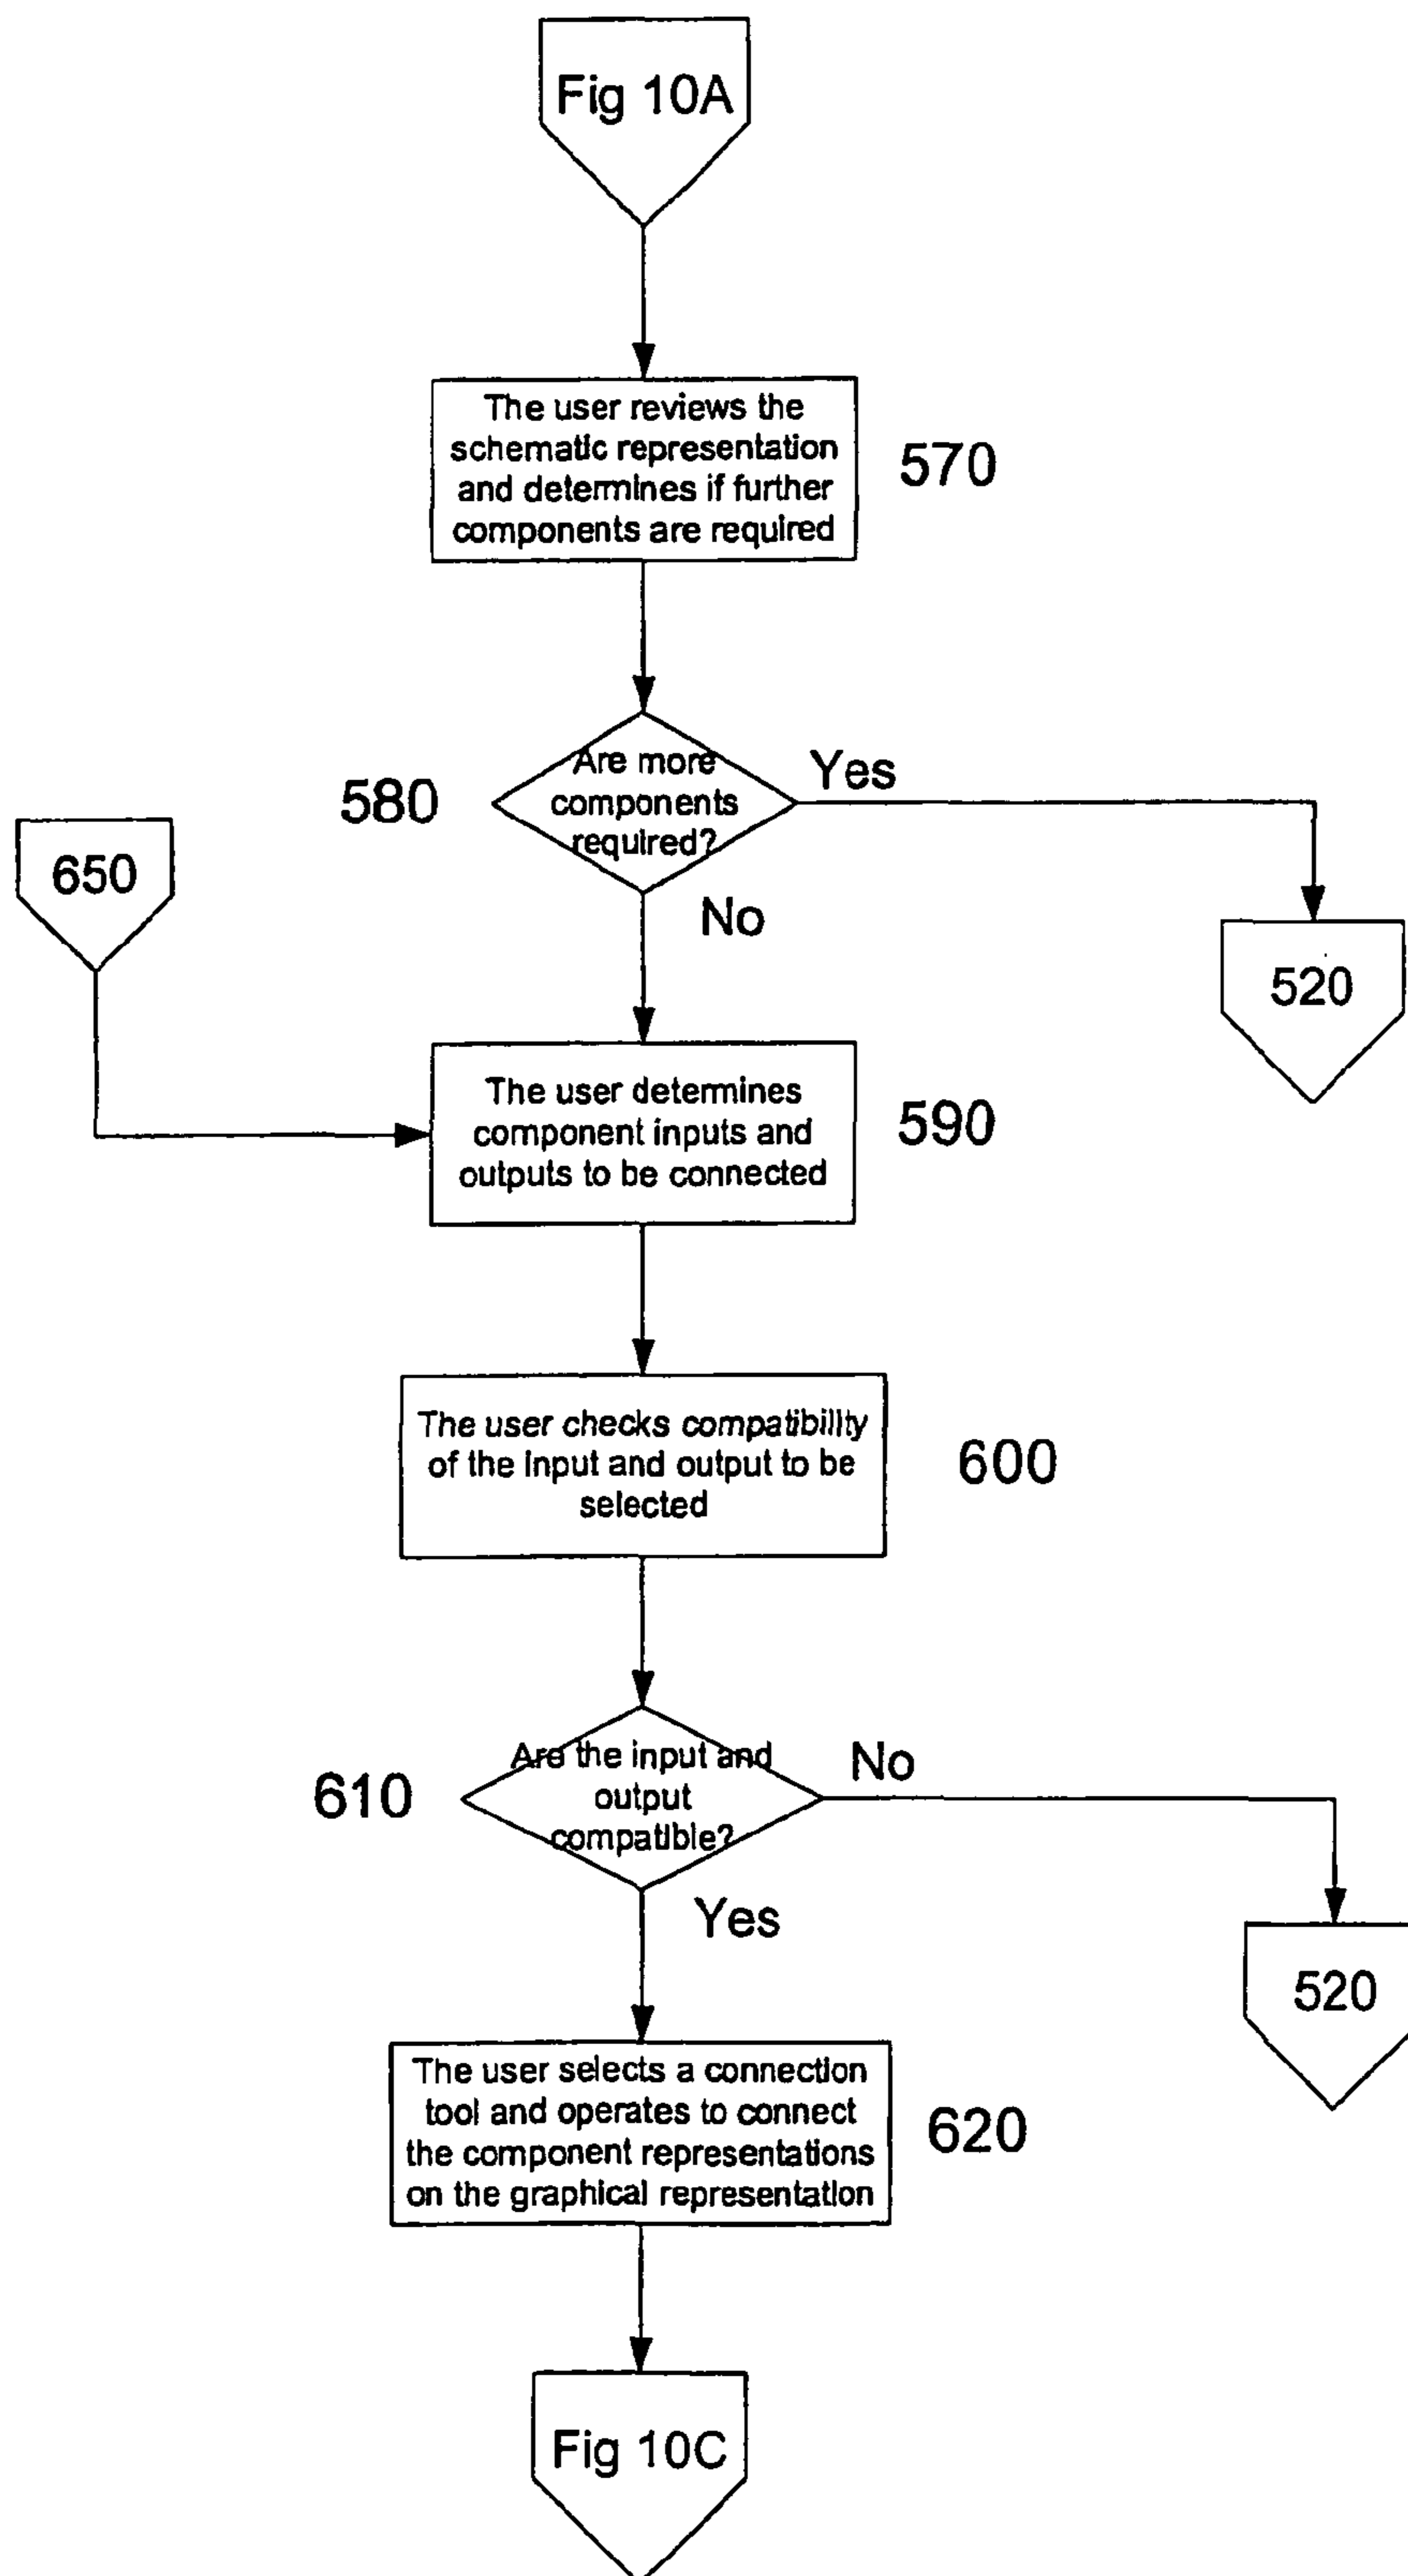 Fig 10A
The user reviews the
schematic representation
and determines if further
components are required
570
Are more
components
required?
580
Yes
No
650
520
The user determines
component inputs and
outputs to be connected
590
The user checks compatibility
of the input and output to be
selected
600
Are the input and
output
compatible?
610
No
Yes
520
The user selects a connection
tool and operates to connect
the component representations
on the graphical representation
620
Fig 10C